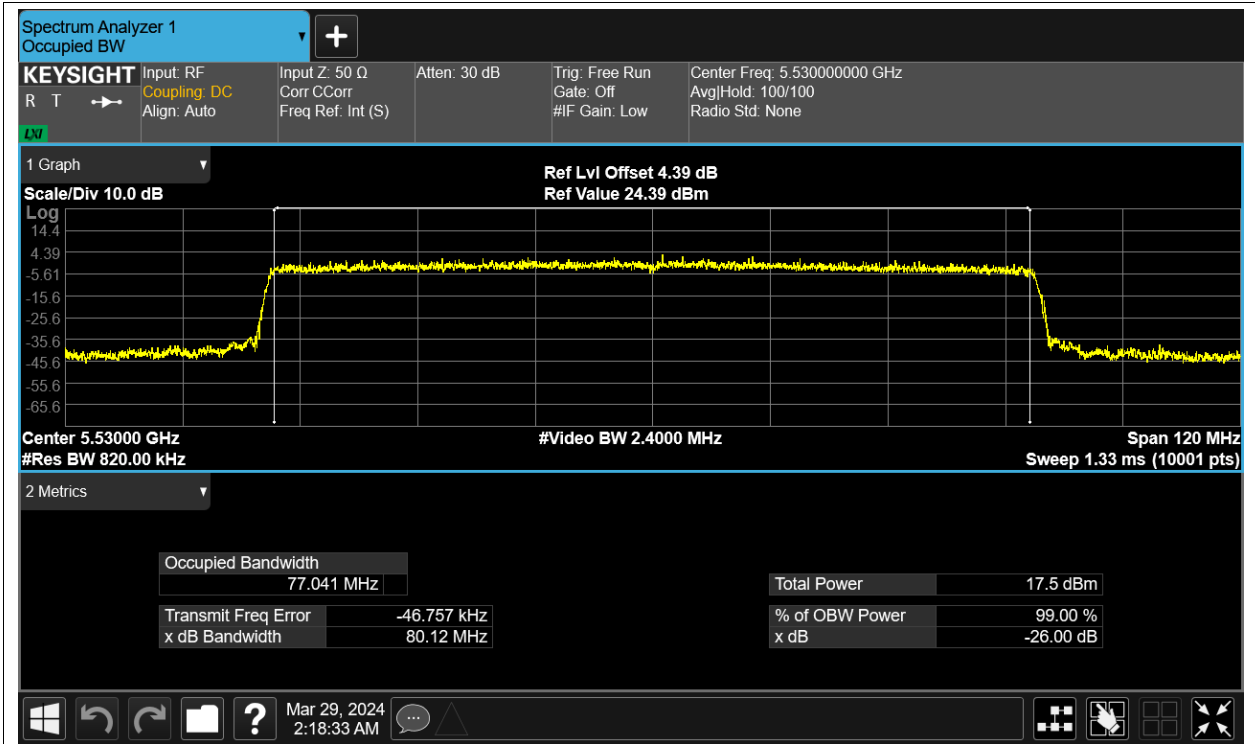 Spectrum Analyzer 1
Occupied BW
KEYSIGHT
R T
LXI
Input: RF
Coupling: DC
Align: Auto
Input Z: 50 Ω
Corr CCorr
Freq Ref: Int (S)
Atten: 30 dB
Trig: Free Run
Gate: Off
#IF Gain: Low
Center Freq: 5.530000000 GHz
Avg|Hold: 100/100
Radio Std: None
1 Graph
Scale/Div 10.0 dB
Ref Lvl Offset 4.39 dB
Ref Value 24.39 dBm
Log
14.4
4.39
-5.61
-15.6
-25.6
-35.6
-45.6
-55.6
-65.6
Center 5.53000 GHz
#Video BW 2.4000 MHz
Span 120 MHz
#Res BW 820.00 kHz
Sweep 1.33 ms (10001 pts)
2 Metrics
Occupied Bandwidth
77.041 MHz
Total Power 17.5 dBm
Transmit Freq Error -46.757 kHz
% of OBW Power 99.00 %
x dB Bandwidth 80.12 MHz
x dB -26.00 dB
?
Mar 29, 2024
2:18:33 AM